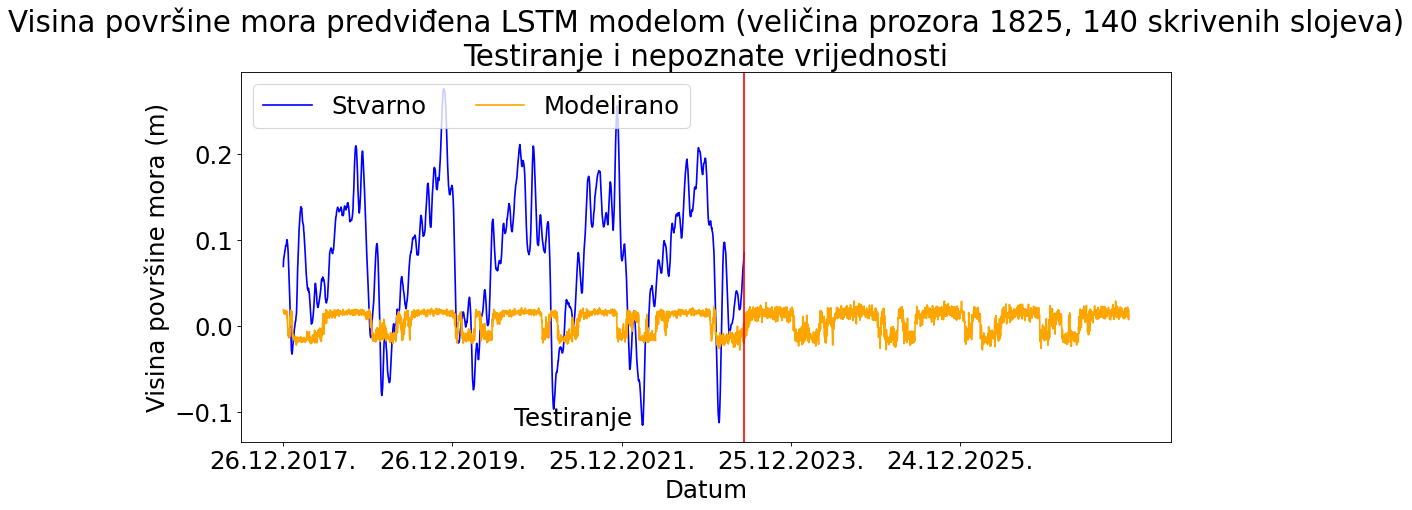 Visina površine mora predviđena LSTM modelom (veličina prozora 1825, 140 skrivenih slojeva)
Testiranje i nepoznate vrijednosti
Stvarno Modelirano
Visina površine mora (m)
0.2
0.1
0.0
−0.1
Testiranje
26.12.2017. 26.12.2019. 25.12.2021. 25.12.2023. 24.12.2025.
Datum